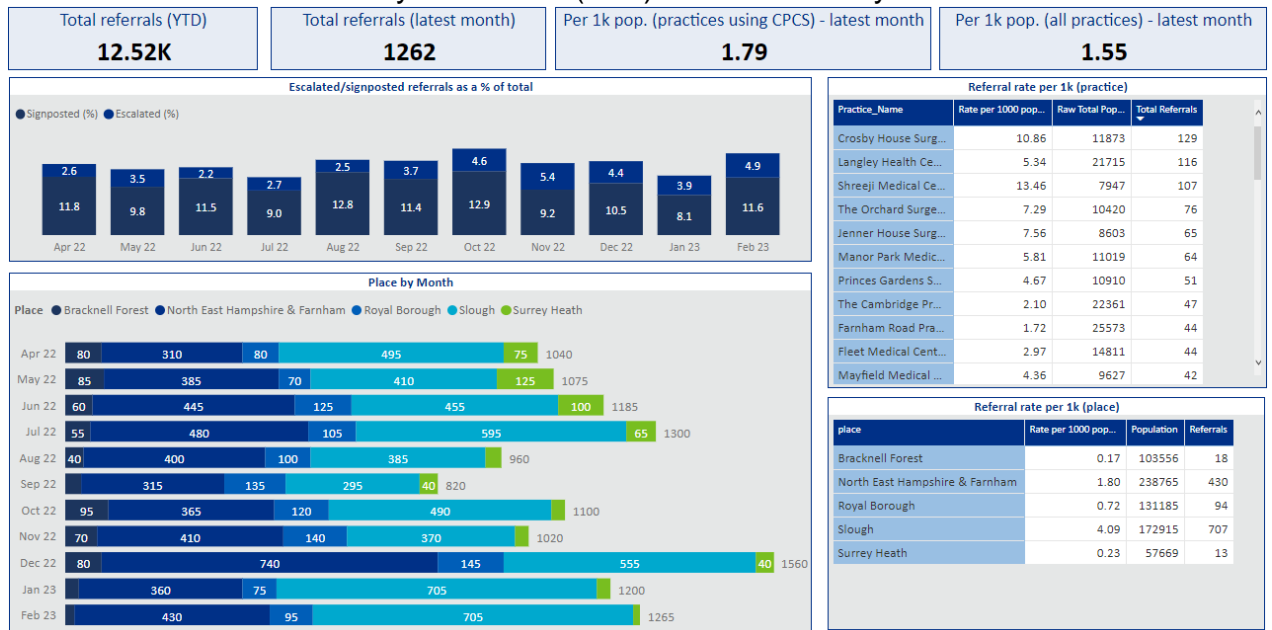 Total referrals (YTD)
12.52K
Total referrals (latest month)
1262
Per 1k pop. (practices using CPCS) - latest month
1.79
Per 1k pop. (all practices) - latest month
1.55
Escalated/signposted referrals as a % of total
Signposted (%) Escalated (%)
2.6 3.5 2.2 2.7 2.5 3.7 4.6 5.4 4.4 3.9 4.9
11.8 9.8 11.5 9.0 12.8 11.4 12.9 9.2 10.5 8.1 11.6
Apr 22 May 22 Jun 22 Jul 22 Aug 22 Sep 22 Oct 22 Nov 22 Dec 22 Jan 23 Feb 23
Place by Month
Place Bracknell Forest North East Hampshire & Farnham Royal Borough Slough Surrey Heath
Apr 22 80 310 80 495 75 1040
May 22 85 385 70 410 125 1075
Jun 22 60 445 125 455 100 1185
Jul 22 55 480 105 595 65 1300
Aug 22 40 400 100 385 960
Sep 22 315 135 295 40 820
Oct 22 95 365 120 490 1100
Nov 22 70 410 140 370 1020
Dec 22 80 740 145 555 40 1560
Jan 23 360 75 705 1200
Feb 23 430 95 705 1265
Referral rate per 1k (practice)
Practice_Name Rate per 1000 pop... Raw Total Pop... Total Referrals
Crosby House Surg... 10.86 11873 129
Langley Health Ce... 5.34 21715 116
Shreeji Medical Ce... 13.46 7947 107
The Orchard Surge... 7.29 10420 76
Jenner House Surg... 7.56 8603 65
Manor Park Medic... 5.81 11019 64
Princes Gardens S... 4.67 10910 51
The Cambridge Pr... 2.10 22361 47
Farnham Road Pra... 1.72 25573 44
Fleet Medical Cent... 2.97 14811 44
Mayfield Medical ... 4.36 9627 42
Referral rate per 1k (place)
place Rate per 1000 pop... Population Referrals
Bracknell Forest 0.17 103556 18
North East Hampshire & Farnham 1.80 238765 430
Royal Borough 0.72 131185 94
Slough 4.09 172915 707
Surrey Heath 0.23 57669 13